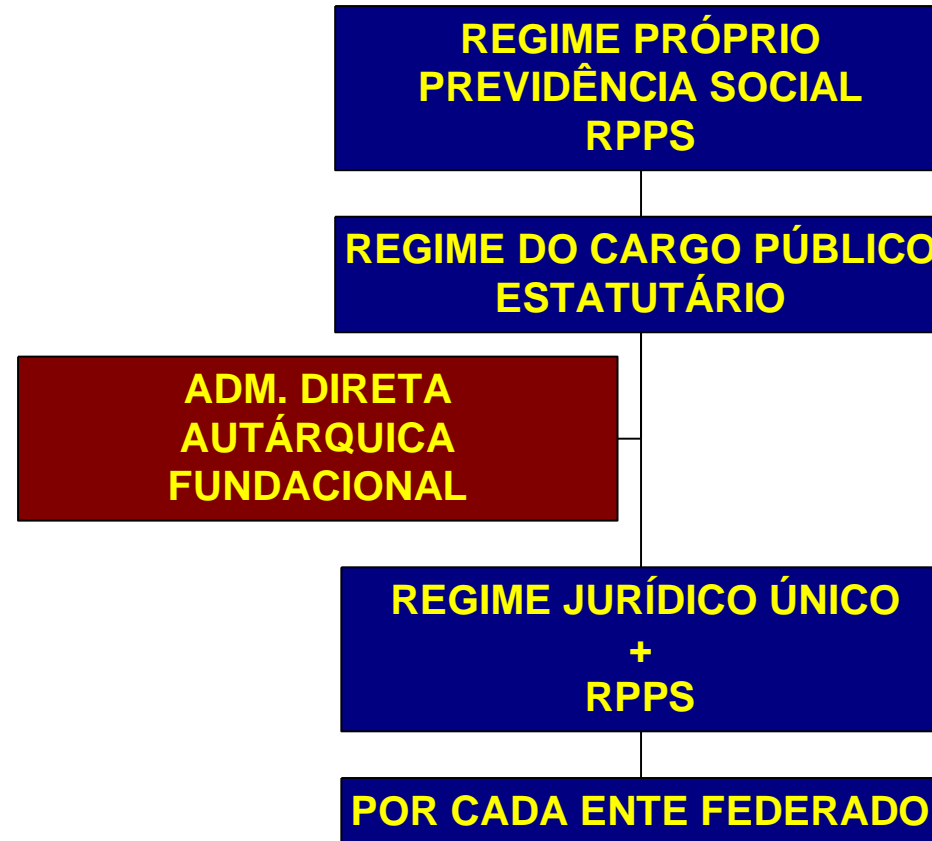 REGIME PRÓPRIO
PREVIDÊNCIA SOCIAL
RPPS
REGIME DO CARGO PÚBLICO
ESTATUTÁRIO
ADM. DIRETA
AUTÁRQUICA
FUNDACIONAL
REGIME JURÍDICO ÚNICO
+
RPPS
POR CADA ENTE FEDERADO